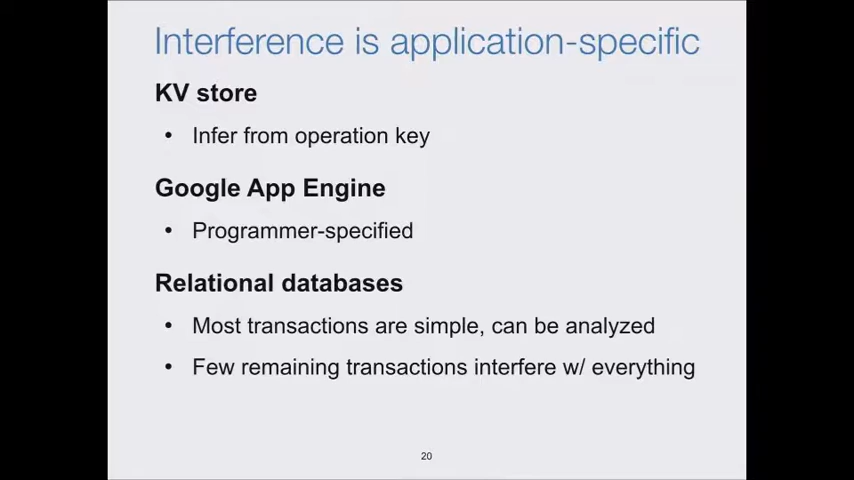 Interference is application-specific
KV store
• Infer from operation key
Google App Engine
• Programmer-specified
Relational databases
• Most transactions are simple, can be analyzed
• Few remaining transactions interfere w/ everything
20